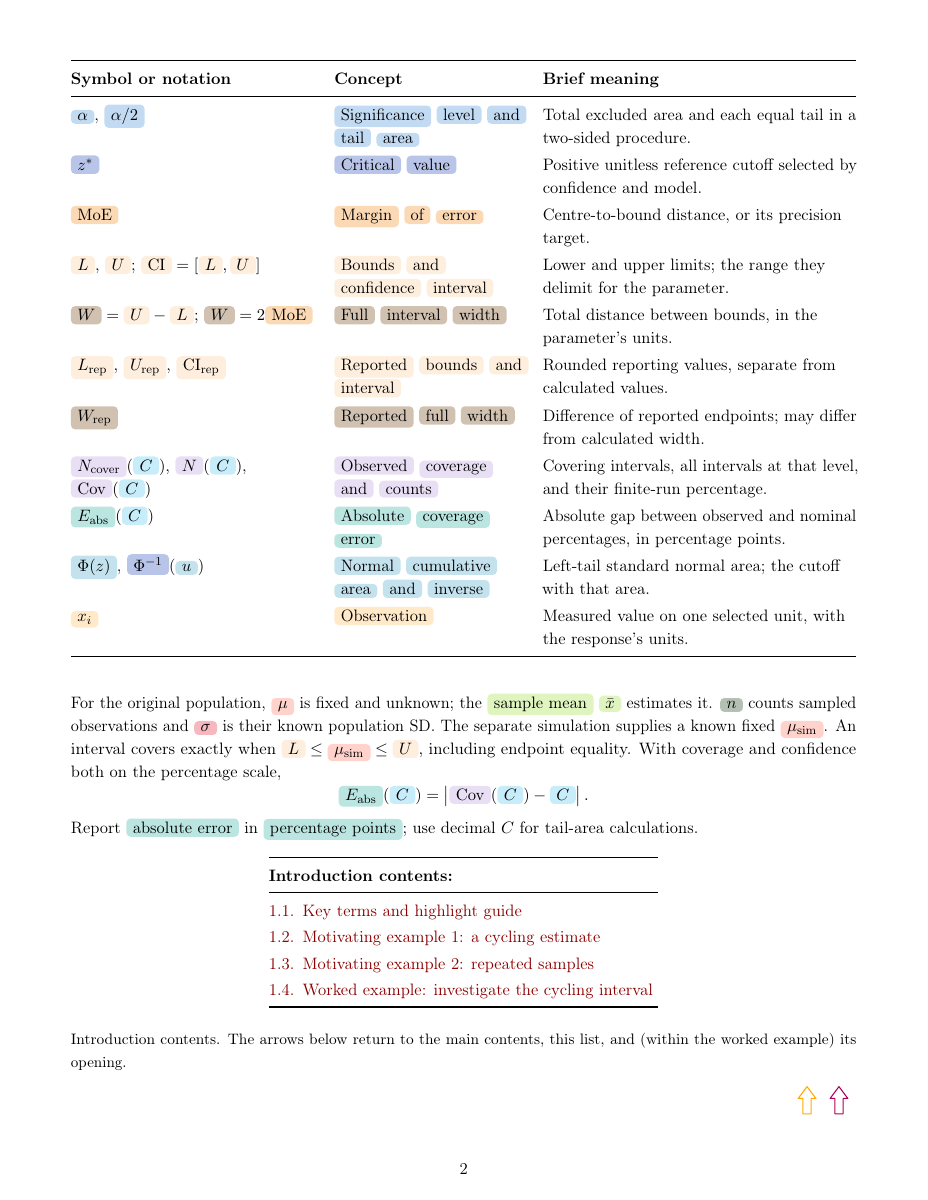 Symbol or notation Concept Brief meaning
α, α/2 Significance level and Total excluded area and each equal tail in a
tail area two-sided procedure.
z* Critical value Positive unitless reference cutoff selected by
confidence and model.
MoE Margin of error Centre-to-bound distance, or its precision
target.
L, U; CI = [L, U] Bounds and Lower and upper limits; the range they
confidence interval delimit for the parameter.
W = U − L; W = 2 MoE Full interval width Total distance between bounds, in the
parameter's units.
L_rep, U_rep, CI_rep Reported bounds and Rounded reporting values, separate from
interval calculated values.
W_rep Reported full width Difference of reported endpoints; may differ
from calculated width.
N_cover(C), N(C), Observed coverage Covering intervals, all intervals at that level,
Cov(C) and counts and their finite-run percentage.
E_abs(C) Absolute coverage Absolute gap between observed and nominal
error percentages, in percentage points.
Φ(z), Φ⁻¹(u) Normal cumulative Left-tail standard normal area; the cutoff
area and inverse with that area.
x_i Observation Measured value on one selected unit, with
the response's units.
For the original population, μ is fixed and unknown; the sample mean x̄ estimates it. n counts sampled
observations and σ is their known population SD. The separate simulation supplies a known fixed μ_sim. An
interval covers exactly when L ≤ μ_sim ≤ U, including endpoint equality. With coverage and confidence
both on the percentage scale,
E_abs(C) = |Cov(C) − C|.
Report absolute error in percentage points; use decimal C for tail-area calculations.
Introduction contents:
1.1. Key terms and highlight guide
1.2. Motivating example 1: a cycling estimate
1.3. Motivating example 2: repeated samples
1.4. Worked example: investigate the cycling interval
Introduction contents. The arrows below return to the main contents, this list, and (within the worked example) its
opening.
2